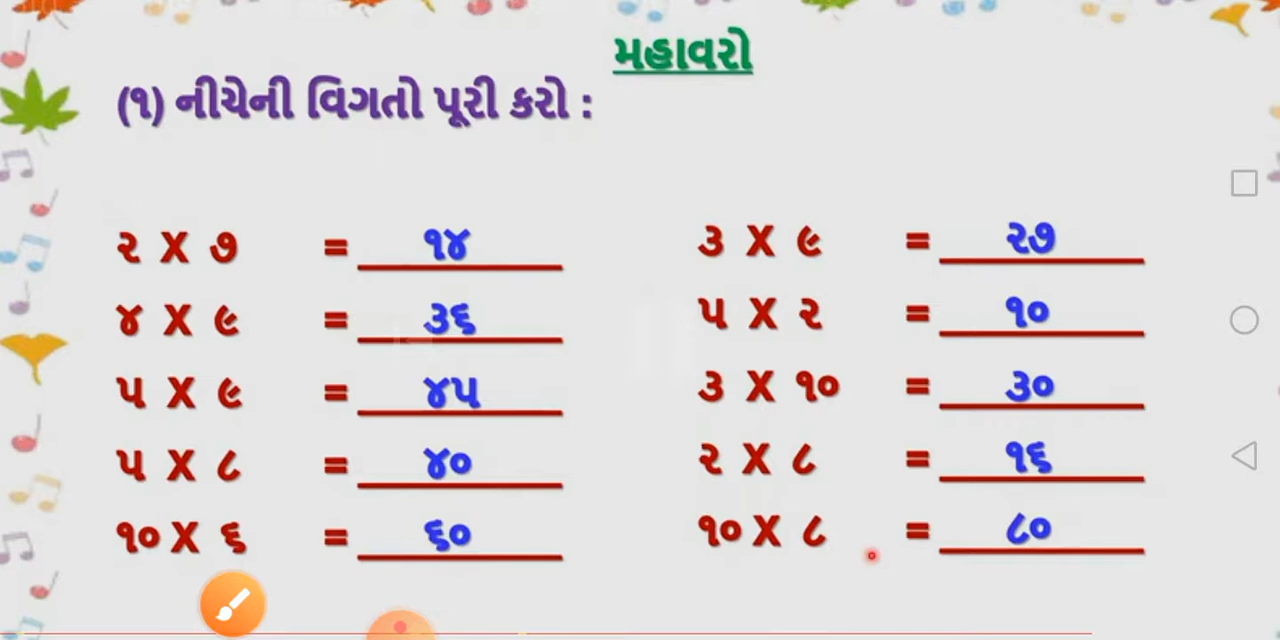 મહાવરો
(૧) નીચેની વિગતો પૂરી કરો :
૨ X ૭ = ૧૪
૪ X ૯ = ૩૬
૫ X ૯ = ૪૫
૫ X ૮ = ૪૦
૧૦ X ૬ = ૬૦
૩ X ૯ = ૨૭
૫ X ૨ = ૧૦
૩ X ૧૦ = ૩૦
૨ X ૮ = ૧૬
૧૦ X ૮ = ૮૦